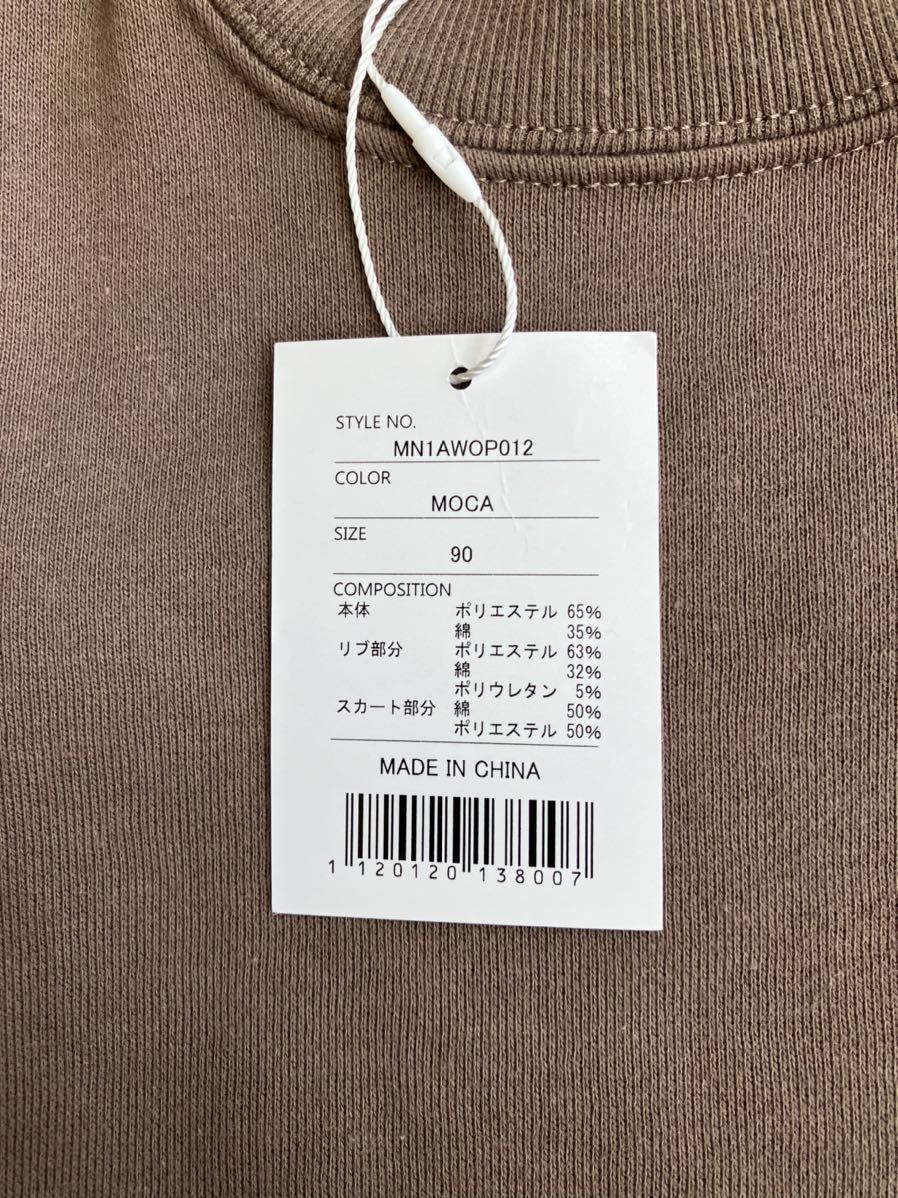 STYLE NO.
MN1AWOP012
COLOR
MOCA
SIZE
90
COMPOSITION
本体 ポリエステル 65%
綿 35%
リブ部分 ポリエステル 63%
綿 32%
ポリウレタン 5%
スカート部分 綿 50%
ポリエステル 50%
MADE IN CHINA
1 120120 138007